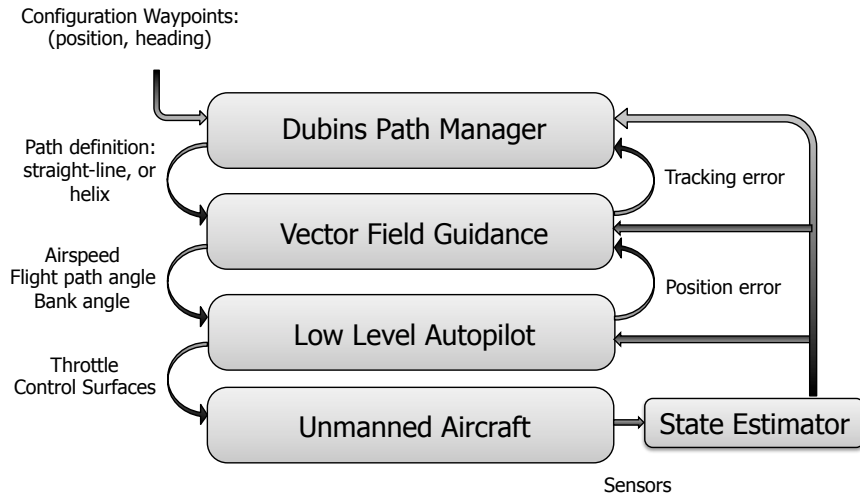 Configuration Waypoints:
(position, heading)
Dubins Path Manager
Path definition:
straight-line, or
helix
Tracking error
Vector Field Guidance
Airspeed
Flight path angle
Bank angle
Position error
Low Level Autopilot
Throttle
Control Surfaces
Unmanned Aircraft
State Estimator
Sensors